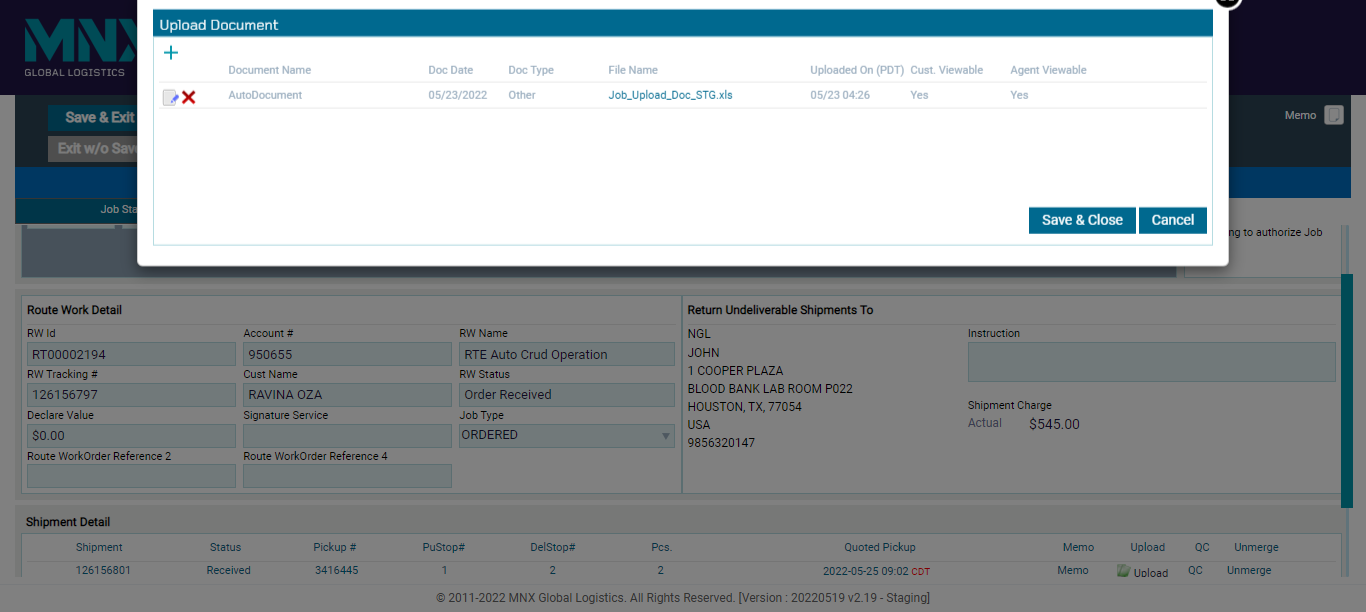 Upload Document
Document Name Doc Date Doc Type File Name Uploaded On (PDT) Cust. Viewable Agent Viewable
AutoDocument 05/23/2022 Other Job_Upload_Doc_STG.xls 05/23 04:26 Yes Yes
Save & Close Cancel
MNX
GLOBAL LOGISTICS
Save & Exit
Exit w/o Save
Memo
Job Sta
ng to authorize Job
Route Work Detail
RW Id Account # RW Name
RT00002194 950655 RTE Auto Crud Operation
RW Tracking # Cust Name RW Status
126156797 RAVINA OZA Order Received
Declare Value Signature Service Job Type
$0.00 ORDERED
Route WorkOrder Reference 2 Route WorkOrder Reference 4
Return Undeliverable Shipments To
NGL
JOHN
1 COOPER PLAZA
BLOOD BANK LAB ROOM P022
HOUSTON, TX, 77054
USA
9856320147
Instruction
Shipment Charge
Actual $545.00
Shipment Detail
Shipment Status Pickup # PuStop# DelStop# Pcs. Quoted Pickup Memo Upload QC Unmerge
126156801 Received 3416445 1 2 2 2022-05-25 09:02 CDT Memo Upload QC Unmerge
© 2011-2022 MNX Global Logistics. All Rights Reserved. [Version : 20220519 v2.19 - Staging]